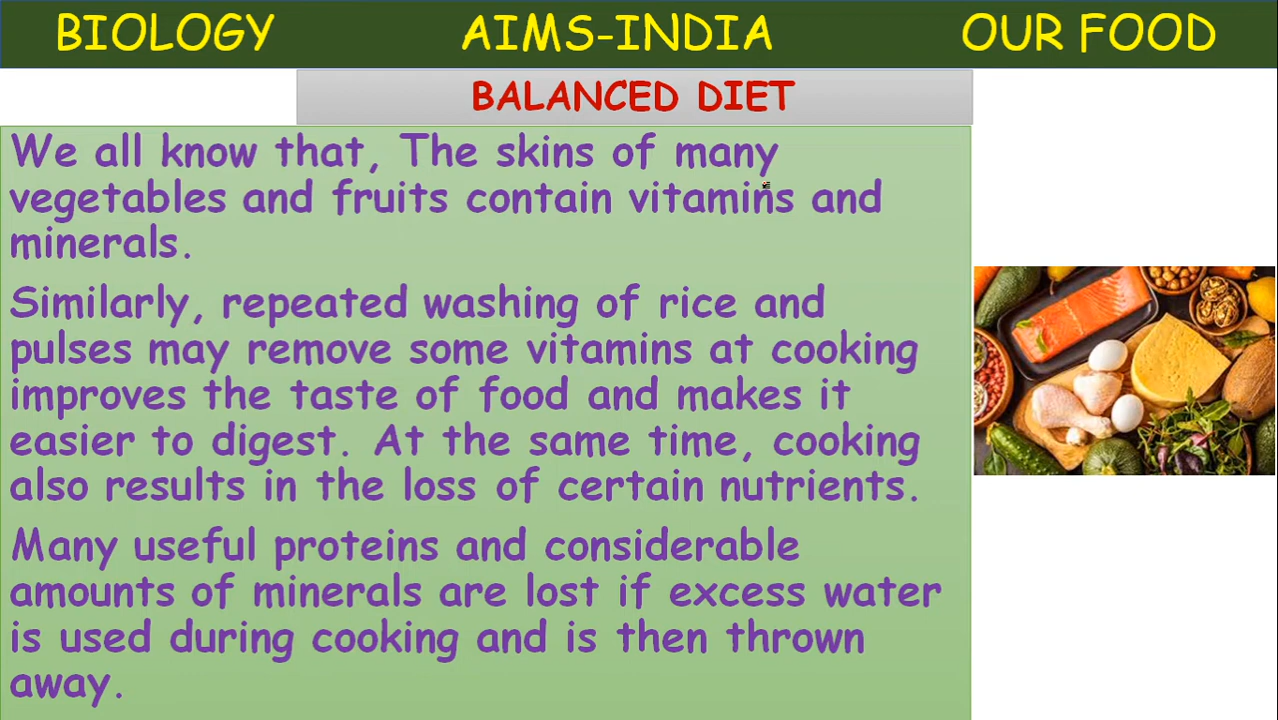 BIOLOGY AIMS-INDIA OUR FOOD
BALANCED DIET
We all know that, The skins of many
vegetables and fruits contain vitamins and
minerals.
Similarly, repeated washing of rice and
pulses may remove some vitamins at cooking
improves the taste of food and makes it
easier to digest. At the same time, cooking
also results in the loss of certain nutrients.
Many useful proteins and considerable
amounts of minerals are lost if excess water
is used during cooking and is then thrown
away.